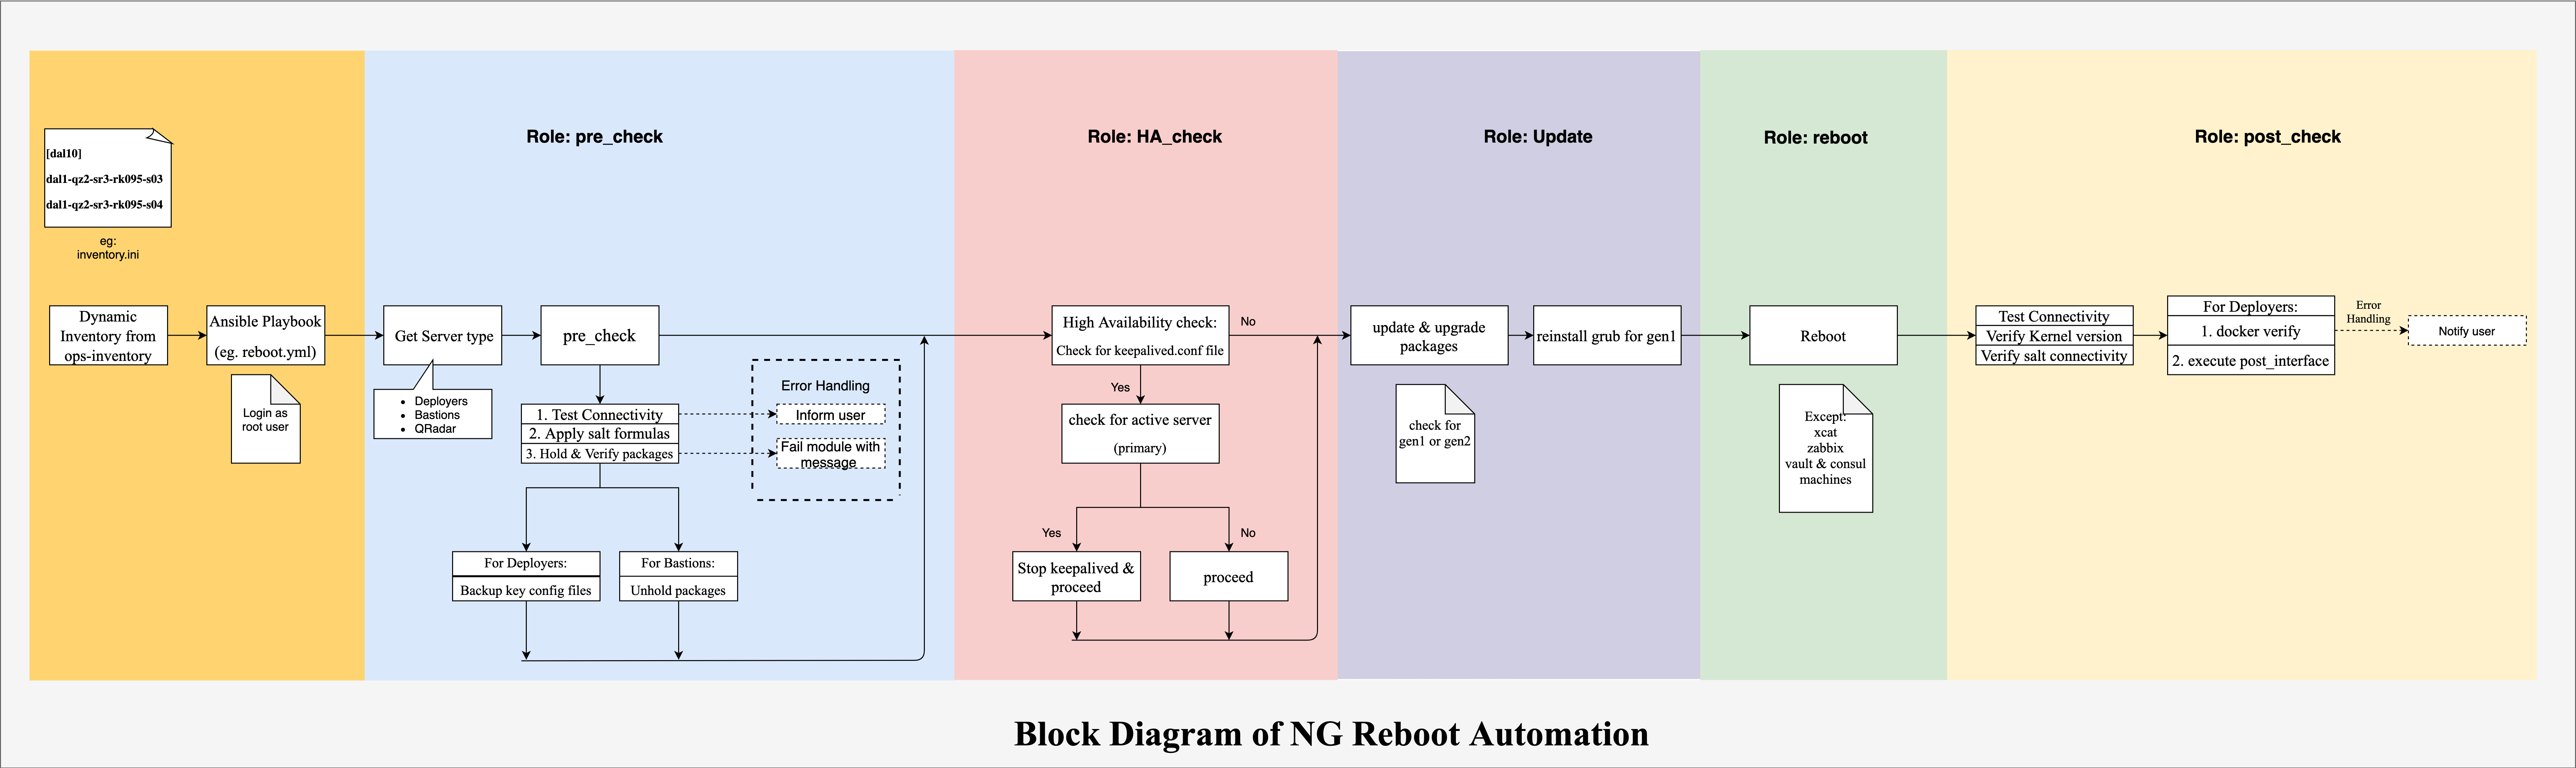 [dal10]
dal1-qz2-sr3-rk095-s03
dal1-qz2-sr3-rk095-s04
eg:
inventory.ini
Dynamic
Inventory from
ops-inventory
Ansible Playbook
(eg. reboot.yml)
Login as
root user
Role: pre_check
Get Server type
Deployers
Bastions
QRadar
pre_check
1. Test Connectivity
2. Apply salt formulas
3. Hold & Verify packages
Error Handling
Inform user
Fail module with
message
For Deployers:
Backup key config files
For Bastions:
Unhold packages
Role: HA_check
High Availability check:
Check for keepalived.conf file
No
Yes
check for active server
(primary)
Yes
No
Stop keepalived &
proceed
proceed
Role: Update
update & upgrade
packages
reinstall grub for gen1
check for
gen1 or gen2
Role: reboot
Reboot
Except:
xcat
zabbix
vault & consul
machines
Role: post_check
Test Connectivity
Verify Kernel version
Verify salt connectivity
For Deployers:
1. docker verify
2. execute post_interface
Error
Handling
Notify user
Block Diagram of NG Reboot Automation